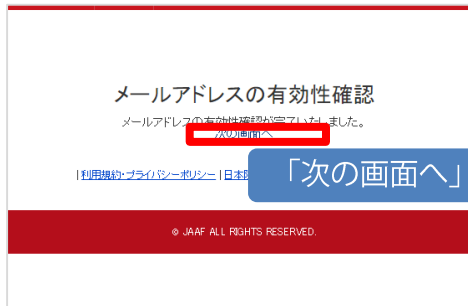 メールアドレスの有効性確認
メールアドレスの有効性確認が完了いたしました。
次の画面へ
|利用規約・プライバシーポリシー|日本陸
「次の画面へ」
© JAAF ALL RIGHTS RESERVED.